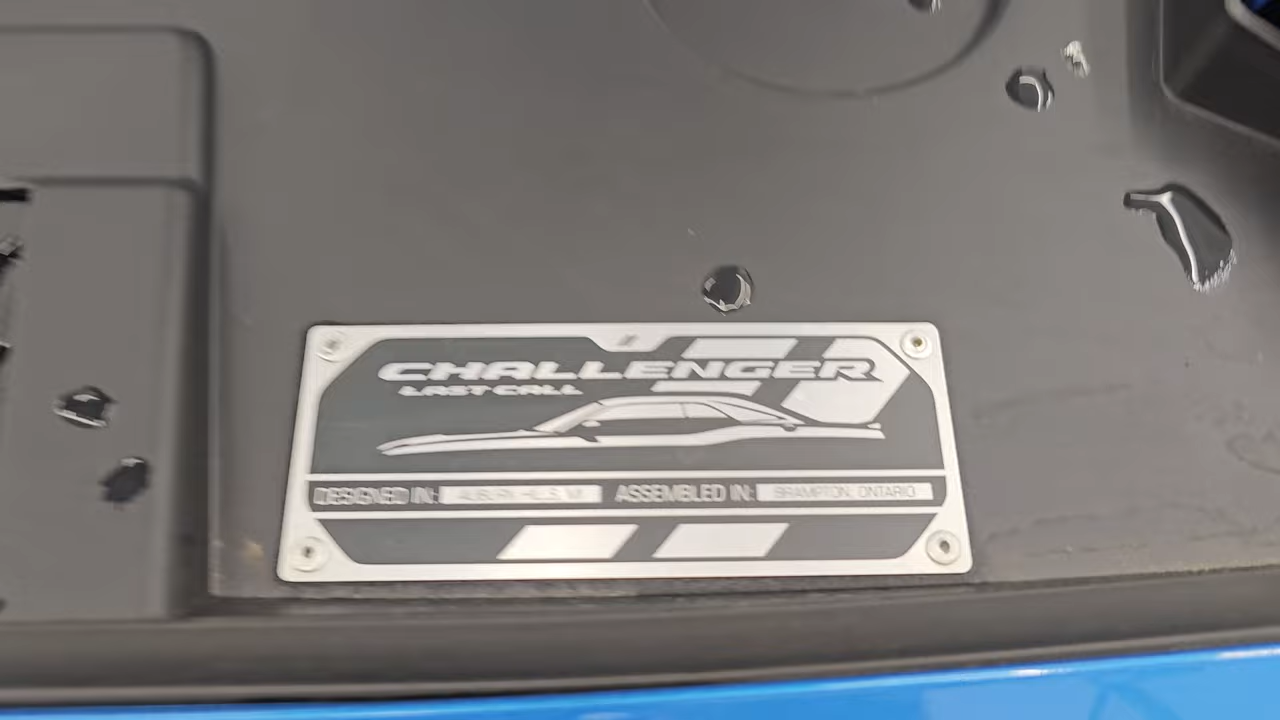 CHALLENGER
LAST CALL
DESIGNED IN: AUBURN HILLS, MI ASSEMBLED IN: BRAMPTON, ONTARIO